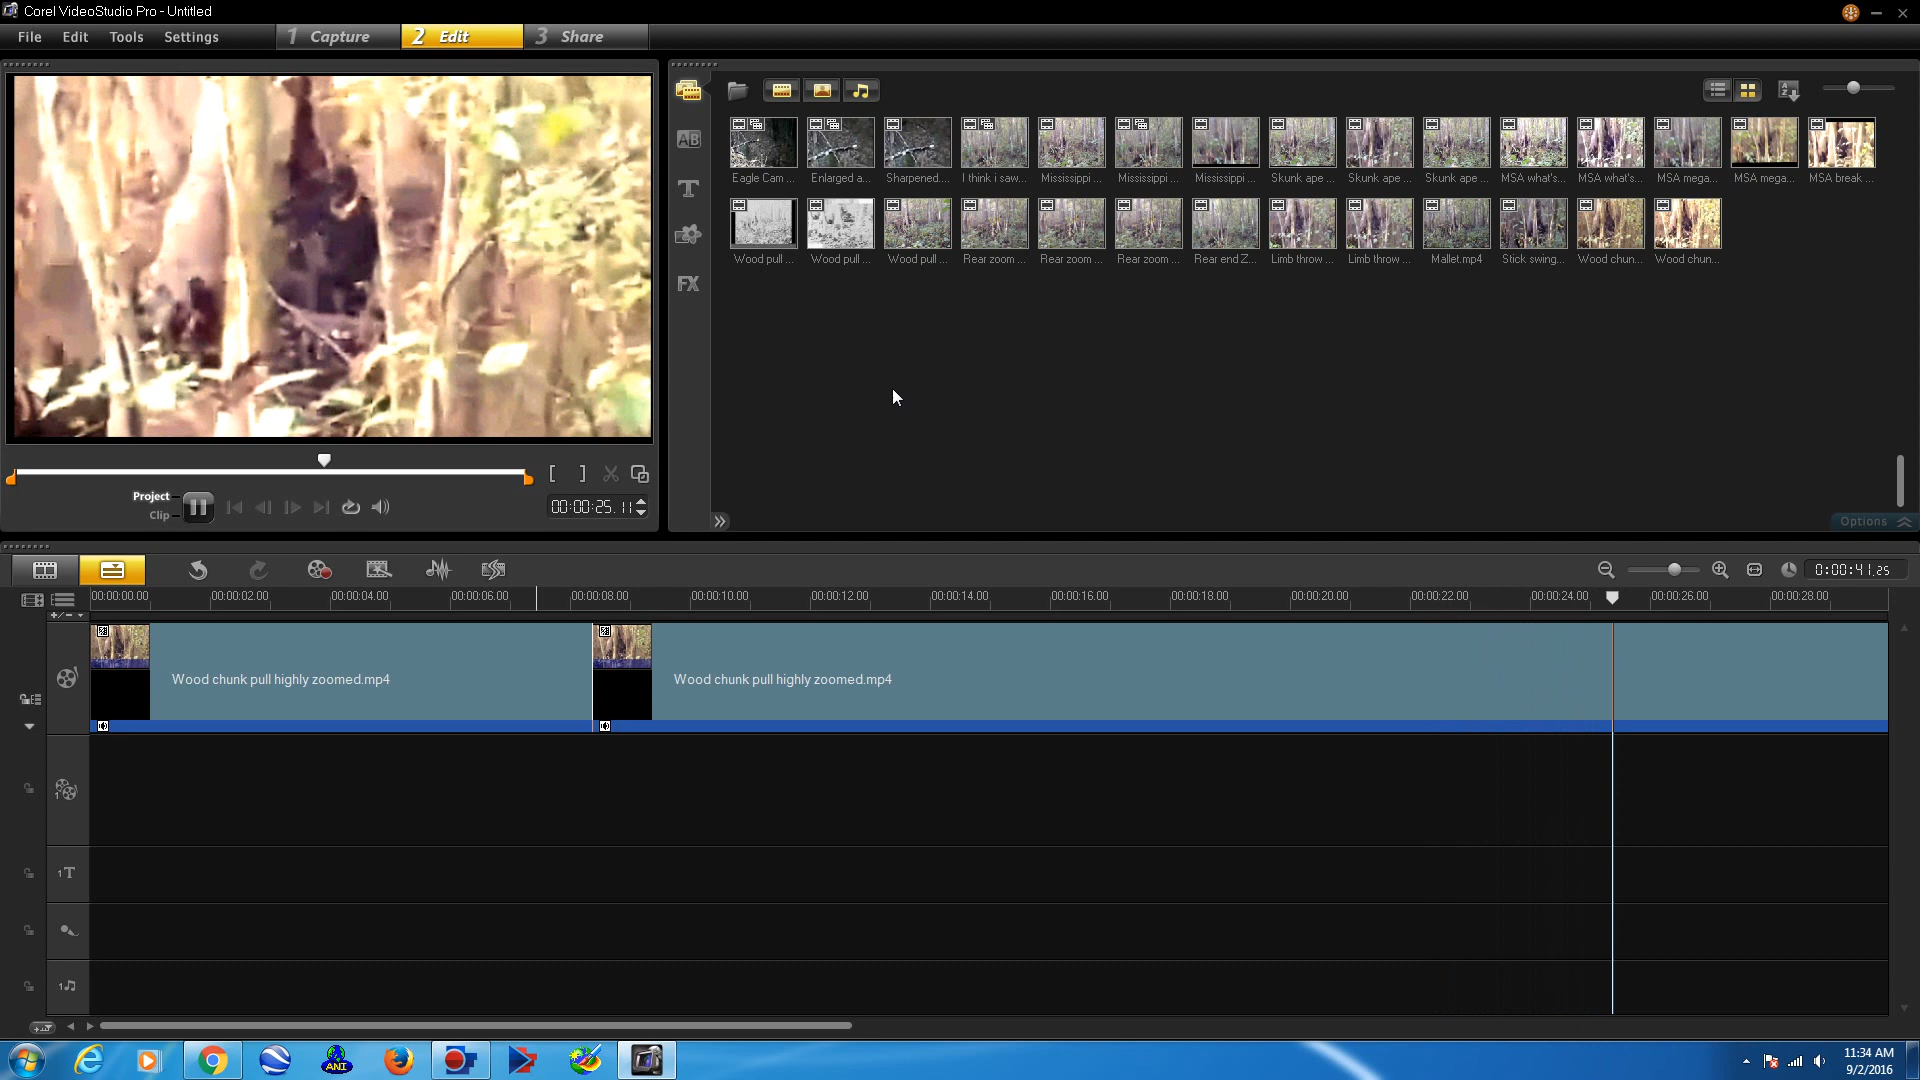 Corel VideoStudio Pro - Untitled
File Edit Tools Settings
1 Capture 2 Edit 3 Share
AB
T
FX
Eagle Cam ... Enlarged a... Sharpened.... I think i saw... Mississippi ... Mississippi ... Mississippi ... Skunk ape ... Skunk ape ... Skunk ape ... MSA what's... MSA what's... MSA mega... MSA mega... MSA break ...
Wood pull ... Wood pull ... Wood pull ... Rear zoom ... Rear zoom ... Rear zoom ... Rear end Z... Limb throw ... Limb throw ... Mallet.mp4 Stick swing... Wood chun... Wood chun...
Project
Clip
00:00:25.11
Options
0:00:41.25
00:00:00.00 00:00:02.00 00:00:04.00 00:00:06.00 00:00:08.00 00:00:10.00 00:00:12.00 00:00:14.00 00:00:16.00 00:00:18.00 00:00:20.00 00:00:22.00 00:00:24.00 00:00:26.00 00:00:28.00
Wood chunk pull highly zoomed.mp4 Wood chunk pull highly zoomed.mp4
1
1T
1
ANI
11:34 AM
9/2/2016